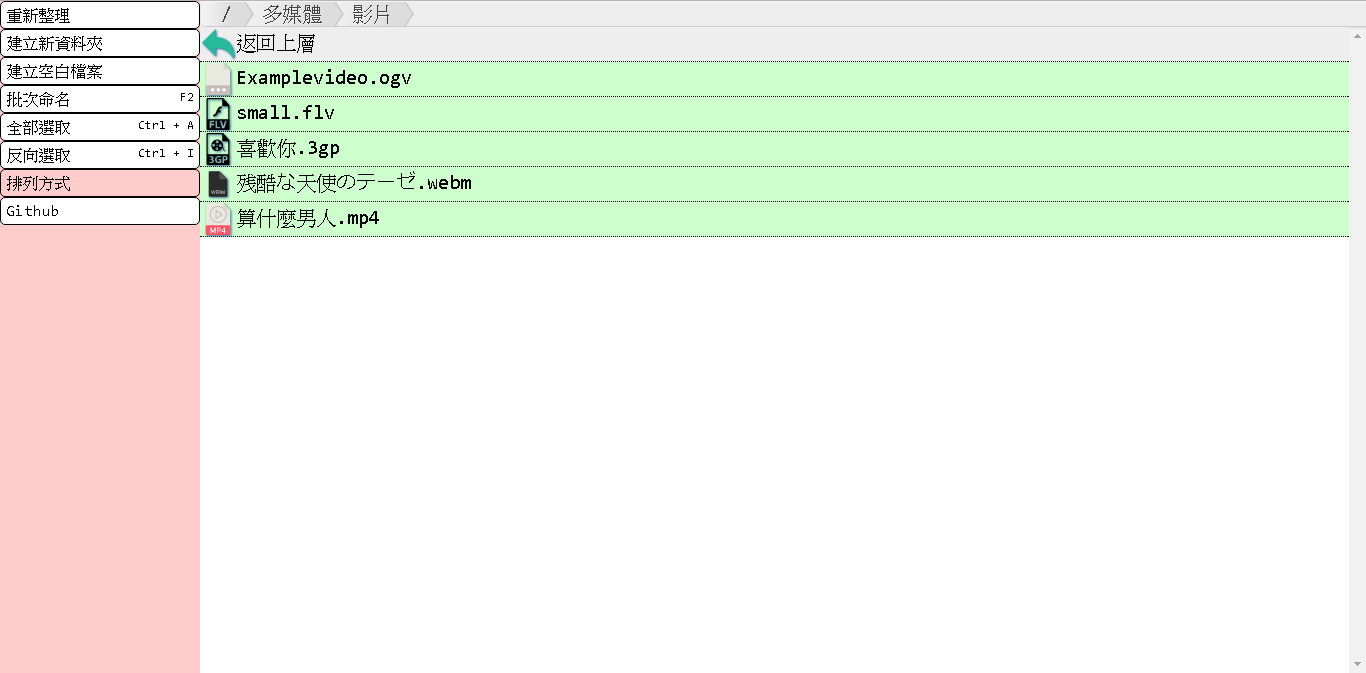 重新整理
建立新資料夾
建立空白檔案
批次命名 F2
全部選取 Ctrl + A
反向選取 Ctrl + I
排列方式
Github
/ 多媒體 影片
返回上層
Examplevideo.ogv
FLV small.flv
3GP 喜歡你.3gp
WEBM 残酷な天使のテーゼ.webm
MP4 算什麼男人.mp4